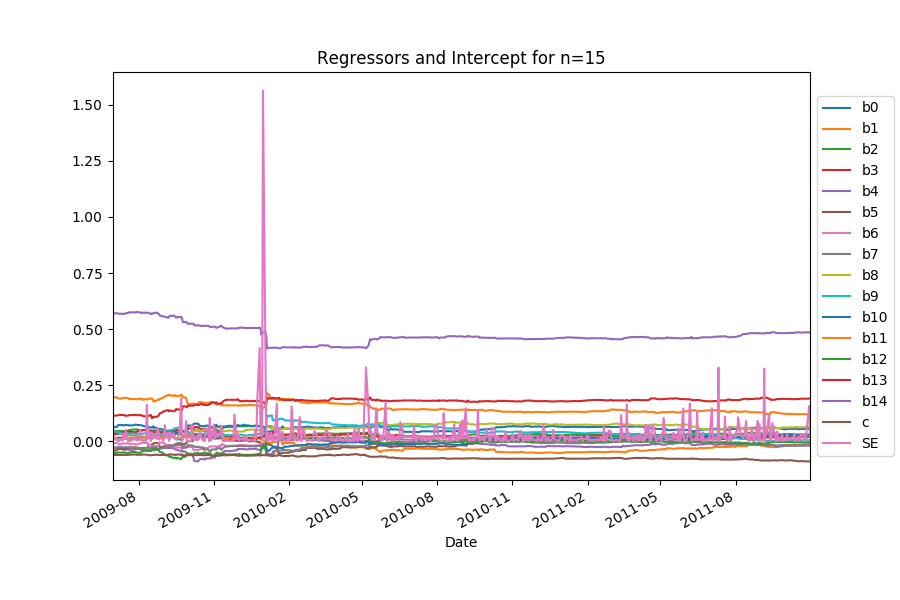 Regressors and Intercept for n=15
1.50
1.25
1.00
0.75
0.50
0.25
0.00
2009-08
2009-11
2010-02
2010-05
2010-08
2010-11
2011-02
2011-05
2011-08
Date
b0
b1
b2
b3
b4
b5
b6
b7
b8
b9
b10
b11
b12
b13
b14
c
SE